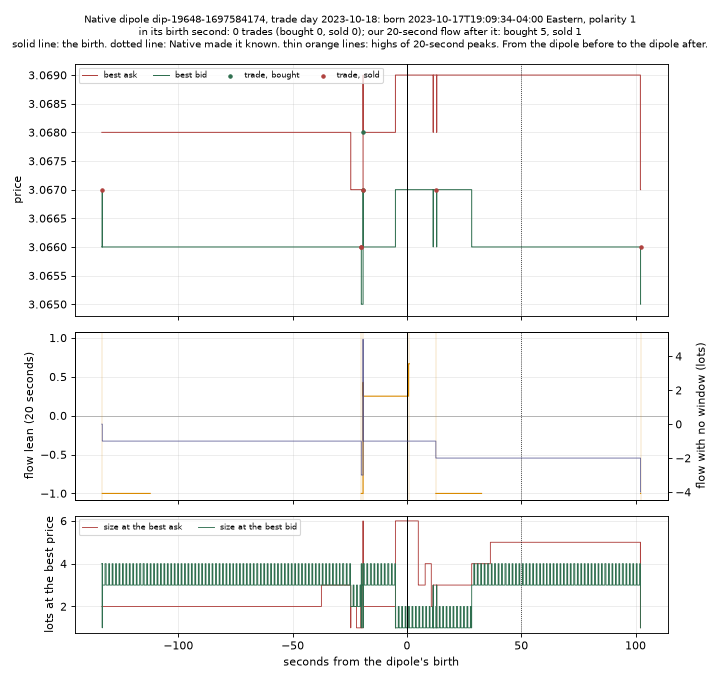 Native dipole dip-19648-1697584174, trade day 2023-10-18: born 2023-10-17T19:09:34-04:00 Eastern, polarity 1
in its birth second: 0 trades (bought 0, sold 0); our 20-second flow after it: bought 5, sold 1
solid line: the birth. dotted line: Native made it known. thin orange lines: highs of 20-second peaks. From the dipole before to the dipole after.
best ask
best bid
trade, bought
trade, sold
3.0690
3.0685
3.0680
3.0675
3.0670
3.0665
3.0660
3.0655
3.0650
price
1.0
0.5
0.0
−0.5
−1.0
flow lean (20 seconds)
4
2
0
−2
−4
flow with no window (lots)
size at the best ask
size at the best bid
6
4
2
lots at the best price
−100
−50
0
50
100
seconds from the dipole's birth